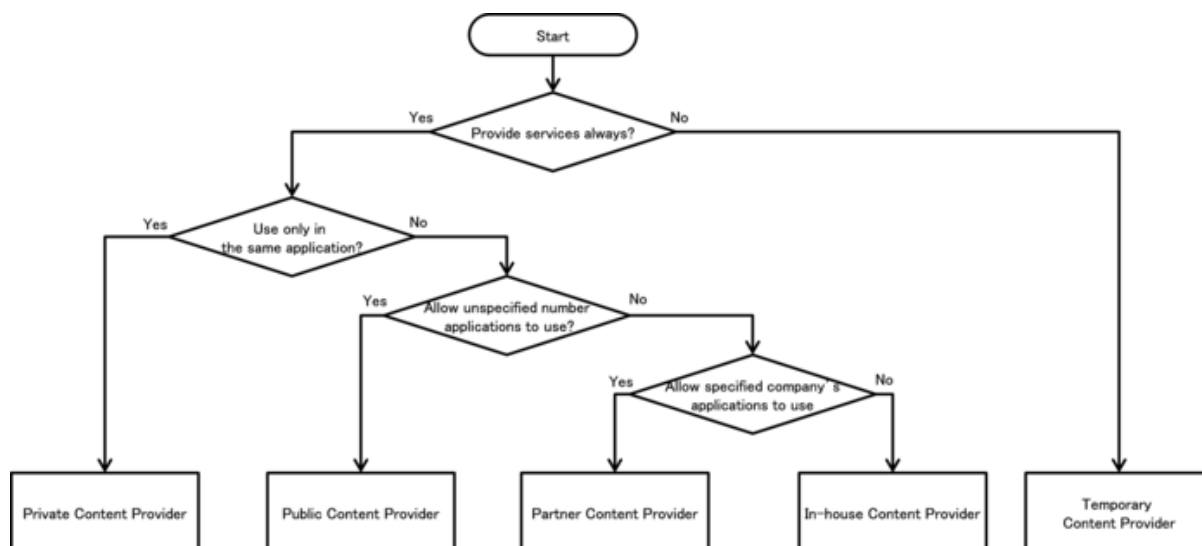 Start
Yes
No
Provide services always?
Yes
No
Use only in
the same application?
Yes
No
Allow unspecified number
applications to use?
Yes
No
Allow specified company's
applications to use
Private Content Provider
Public Content Provider
Partner Content Provider
In-house Content Provider
Temporary
Content Provider